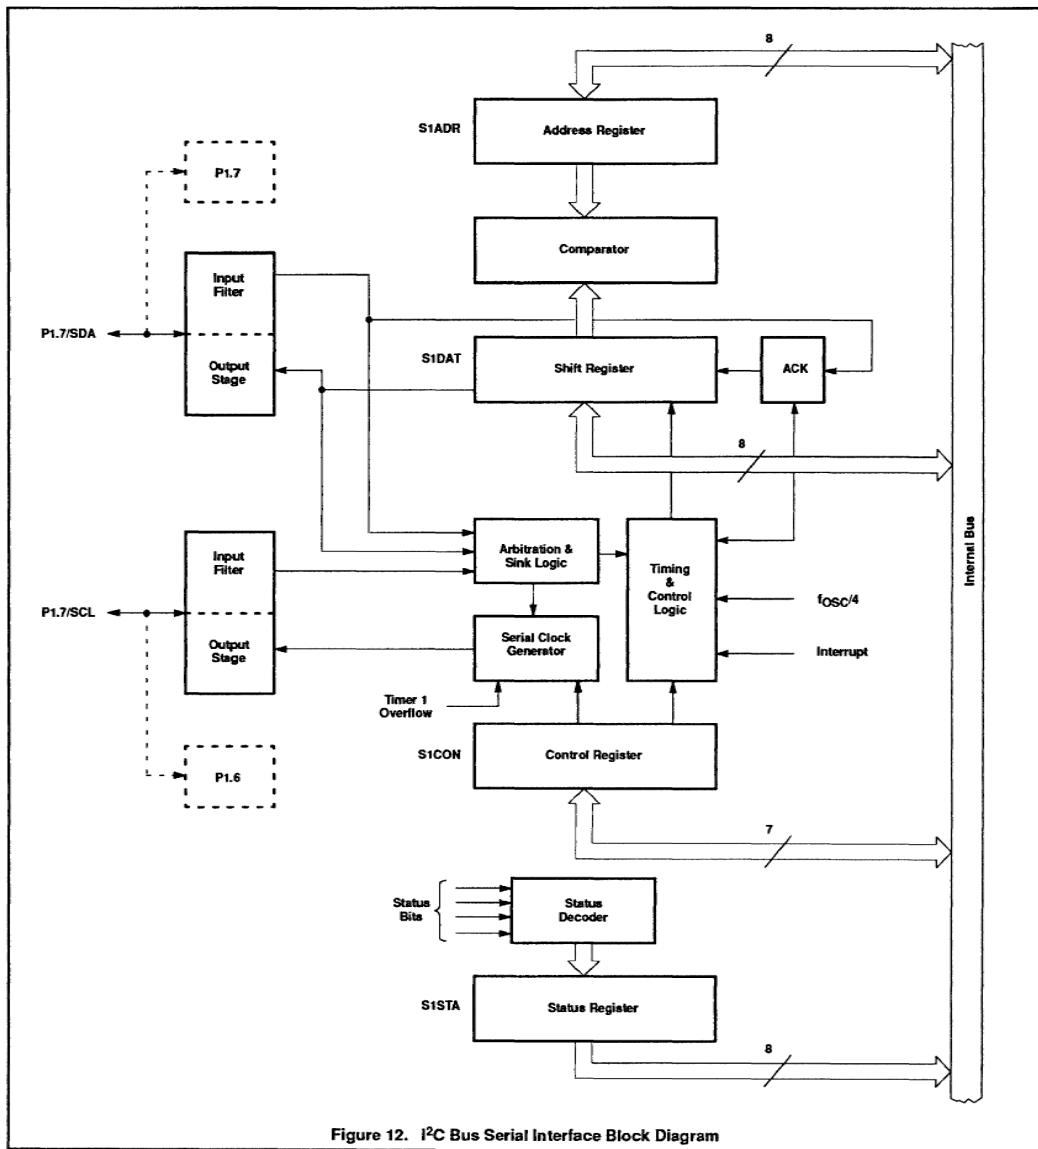 8
S1ADR
Address Register
P1.7
Comparator
Input
Filter
P1.7/SDA
Output
Stage
S1DAT
Shift Register
ACK
8
Internal Bus
Input
Filter
Arbitration &
Sink Logic
Timing
&
Control
Logic
P1.7/SCL
fOSC/4
Output
Stage
Serial Clock
Generator
Interrupt
Timer 1
Overflow
S1CON
Control Register
P1.6
7
Status
Bits
Status
Decoder
S1STA
Status Register
8
Figure 12. I²C Bus Serial Interface Block Diagram